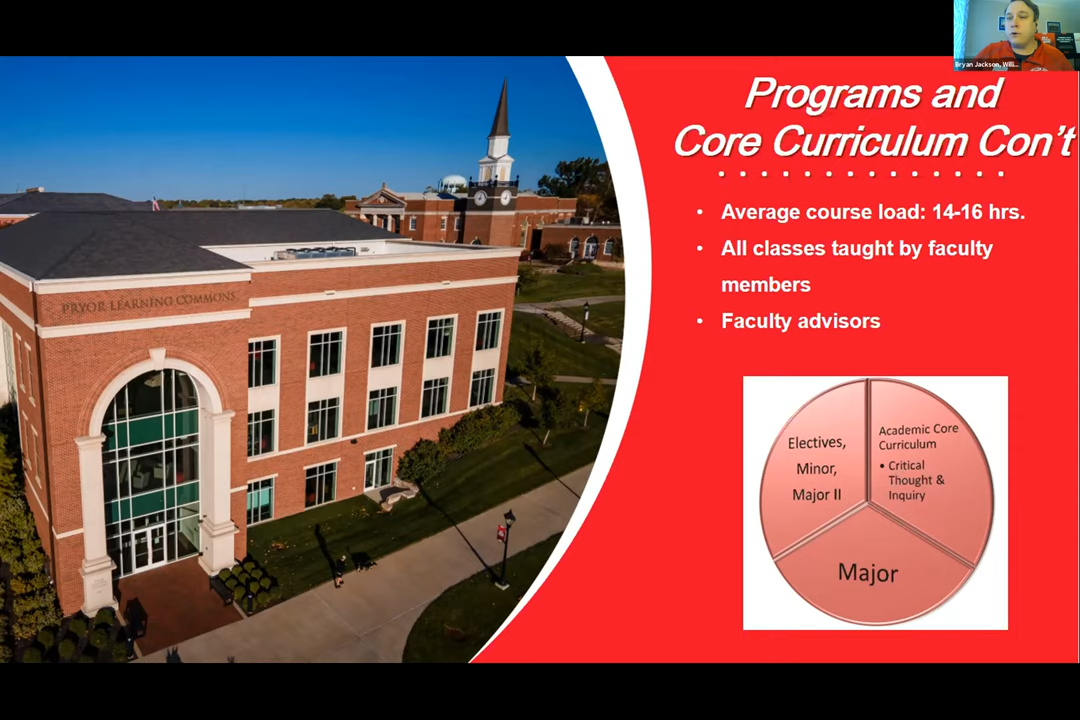 Bryan Jackson, Willi...
Programs and
Core Curriculum Con't
• Average course load: 14-16 hrs.
• All classes taught by faculty
members
• Faculty advisors
PRYOR LEARNING COMMONS
Electives,
Minor,
Major II
Academic Core
Curriculum
• Critical
Thought &
Inquiry
Major